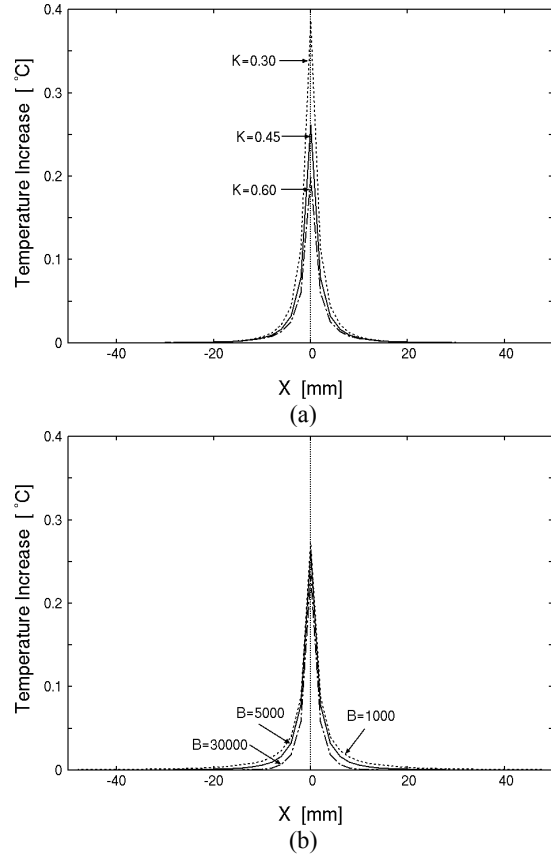 0.4
K=0.30
0.3
K=0.45
0.2
K=0.60
0.1
0
Temperature Increase [ °C]
-40 -20 0 20 40
X [mm]
(a)
0.4
0.3
0.2
0.1
B=5000 B=1000
B=30000
0
Temperature Increase [ °C]
-40 -20 0 20 40
X [mm]
(b)